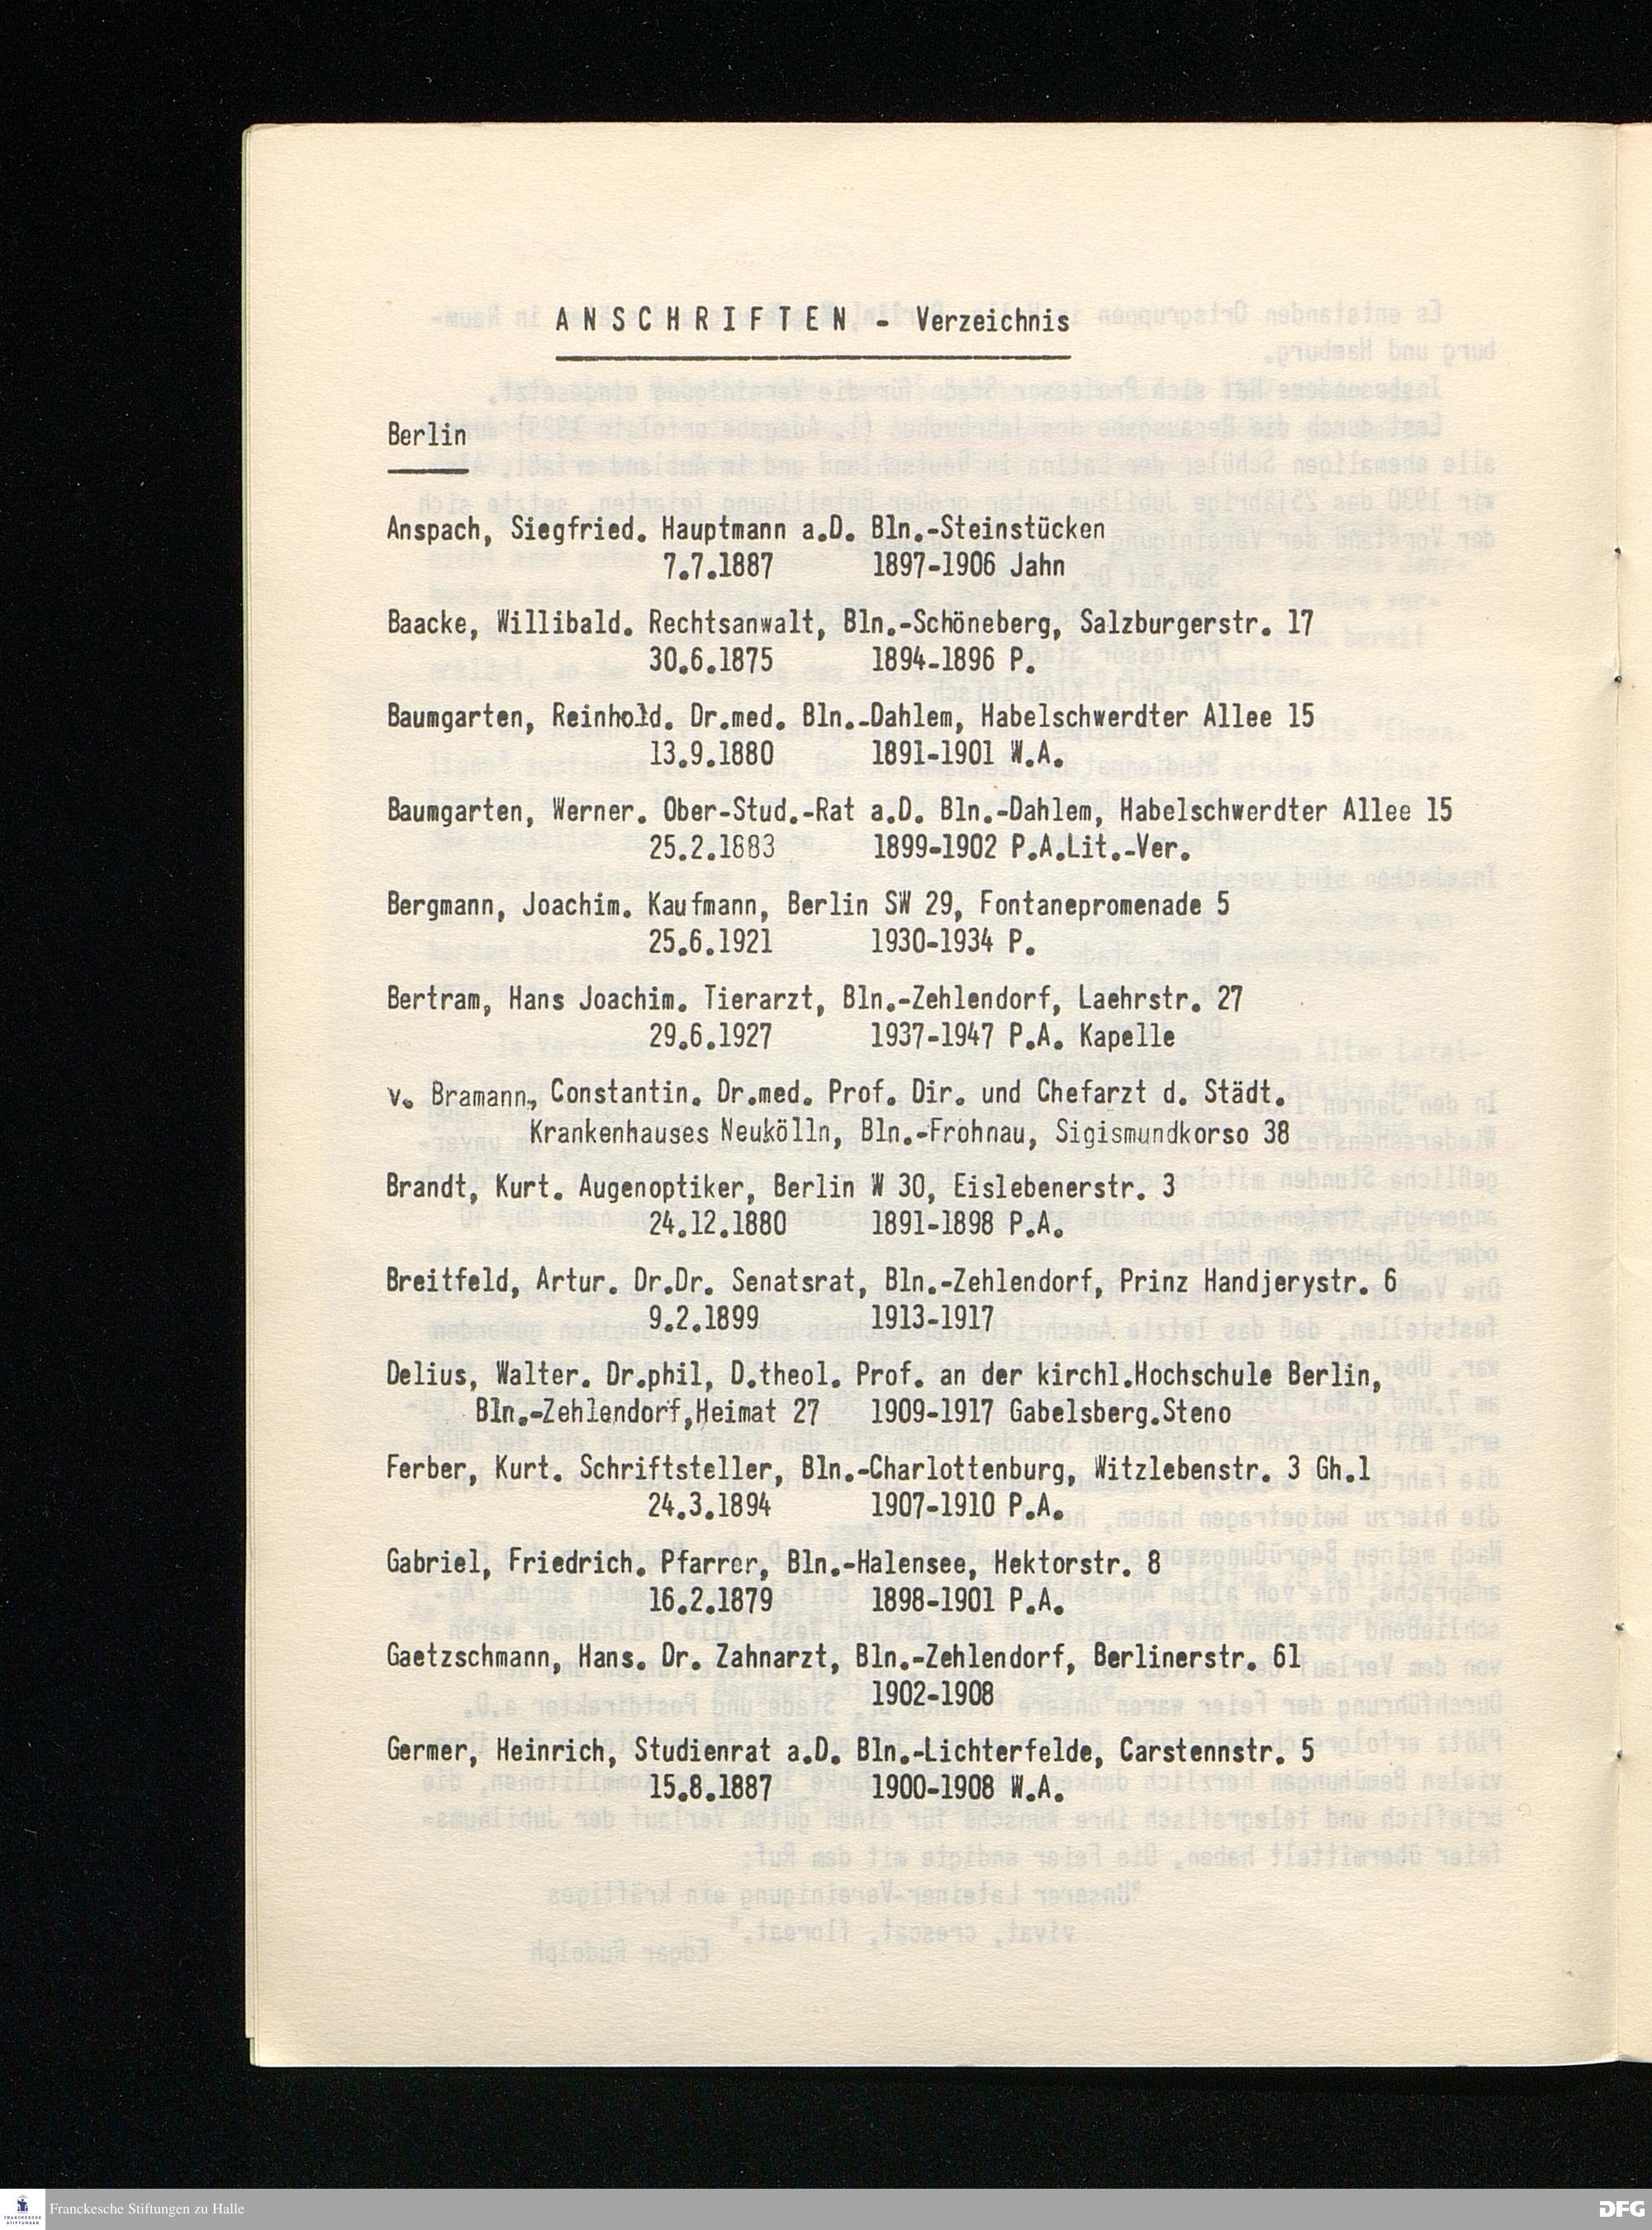 ANSCHRIFTEN - Verzeichnis
Berlin
Anspach, Siegfried. Hauptmann a.D. Bln.-Steinstücken
7.7.1887 1897-1906 Jahn
Baacke, Willibald. Rechtsanwalt, Bln.-Schöneberg, Salzburgerstr. 17
30.6.1875 1894-1896 P.
Baumgarten, Reinhold. Dr.med. Bln.-Dahlem, Habelschwerdter Allee 15
13.9.1880 1891-1901 W.A.
Baumgarten, Werner. Ober-Stud.-Rat a.D. Bln.-Dahlem, Habelschwerdter Allee 15
25.2.1883 1899-1902 P.A.Lit.-Ver.
Bergmann, Joachim. Kaufmann, Berlin SW 29, Fontanepromenade 5
25.6.1921 1930-1934 P.
Bertram, Hans Joachim. Tierarzt, Bln.-Zehlendorf, Laehrstr. 27
29.6.1927 1937-1947 P.A. Kapelle
v. Bramann, Constantin. Dr.med. Prof. Dir. und Chefarzt d. Städt.
Krankenhauses Neukölln, Bln.-Frohnau, Sigismundkorso 38
Brandt, Kurt. Augenoptiker, Berlin W 30, Eislebenerstr. 3
24.12.1880 1891-1898 P.A.
Breitfeld, Artur. Dr.Dr. Senatsrat, Bln.-Zehlendorf, Prinz Handjerystr. 6
9.2.1899 1913-1917
Delius, Walter. Dr.phil, D.theol. Prof. an der kirchl.Hochschule Berlin,
Bln.-Zehlendorf,Heimat 27 1909-1917 Gabelsberg.Steno
Ferber, Kurt. Schriftsteller, Bln.-Charlottenburg, Witzlebenstr. 3 Gh.l
24.3.1894 1907-1910 P.A.
Gabriel, Friedrich. Pfarrer, Bln.-Halensee, Hektorstr. 8
16.2.1879 1898-1901 P.A.
Gaetzschmann, Hans. Dr. Zahnarzt, Bln.-Zehlendorf, Berlinerstr. 61
1902-1908
Germer, Heinrich, Studienrat a.D. Bln.-Lichterfelde, Carstennstr. 5
15.8.1887 1900-1908 W.A.
Franckesche Stiftungen zu Halle
DFG